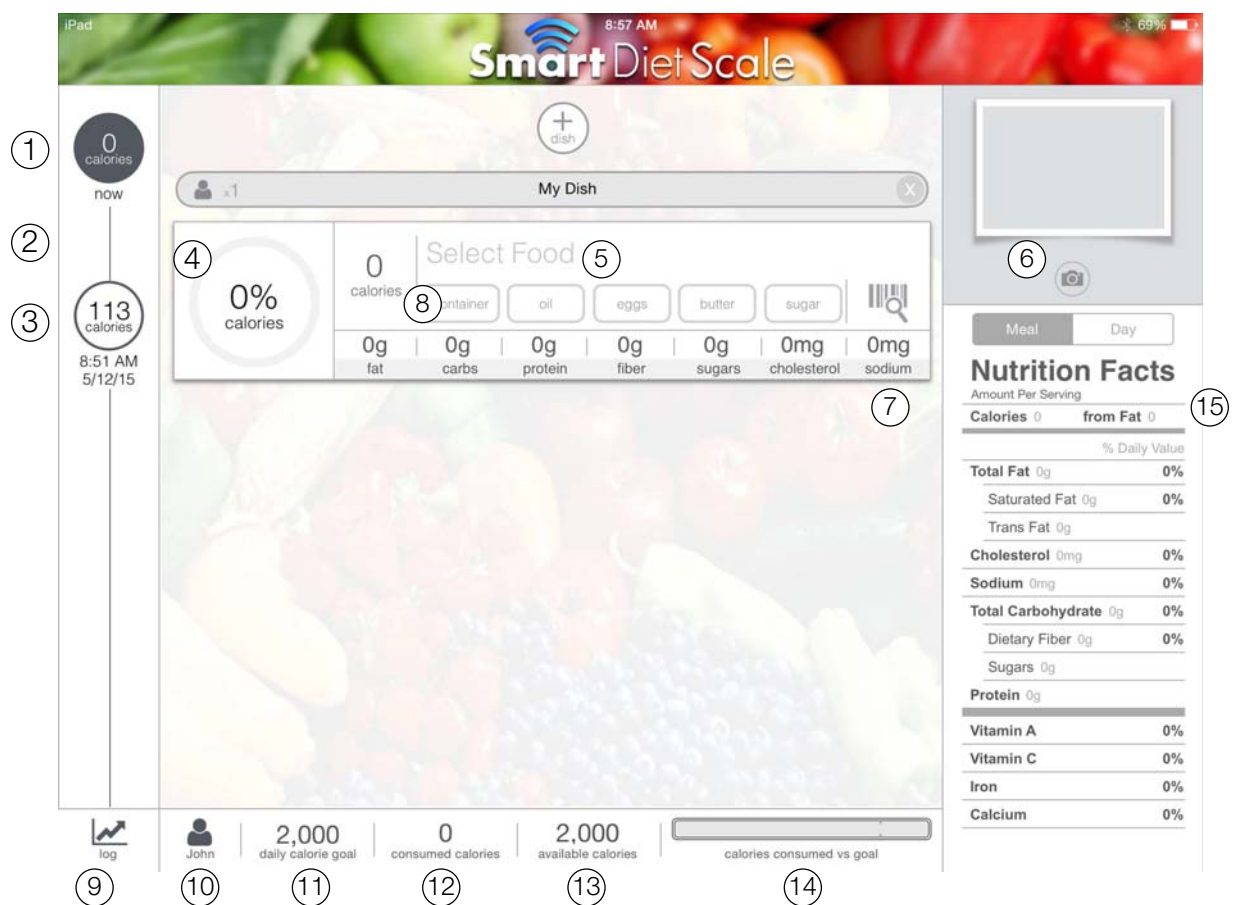 iPad
8:57 AM
69%
Smart Diet Scale
1
0
calories
now
2
3
113
calories
8:51 AM
5/12/15
+
dish
x1
My Dish
X
4
0%
calories
0
calories
Select Food
5
8
ontainer
oil
eggs
butter
sugar
0g | 0g | 0g | 0g | 0g | 0mg | 0mg
fat carbs protein fiber sugars cholesterol sodium
7
6
Meal Day
Nutrition Facts
Amount Per Serving
15
Calories 0 from Fat 0
% Daily Value
Total Fat 0g 0%
Saturated Fat 0g 0%
Trans Fat 0g
Cholesterol 0mg 0%
Sodium 0mg 0%
Total Carbohydrate 0g 0%
Dietary Fiber 0g 0%
Sugars 0g
Protein 0g
Vitamin A 0%
Vitamin C 0%
Iron 0%
Calcium 0%
log
John
2,000
daily calorie goal
0
consumed calories
2,000
available calories
calories consumed vs goal
9
10
11
12
13
14